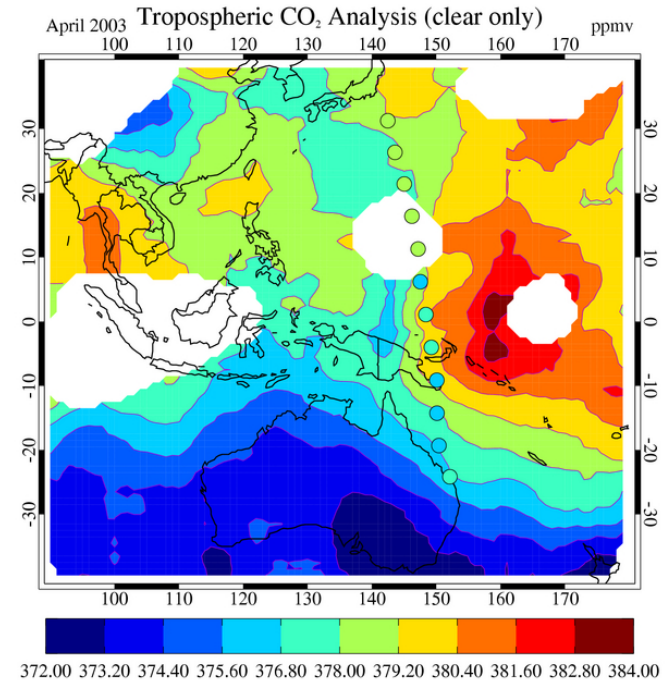 April 2003
Tropospheric CO₂ Analysis (clear only)
ppmv
100 110 120 130 140 150 160 170
30 30
20 20
10 10
0 0
-10 -10
-20 -20
-30 -30
100 110 120 130 140 150 160 170
372.00 373.20 374.40 375.60 376.80 378.00 379.20 380.40 381.60 382.80 384.00